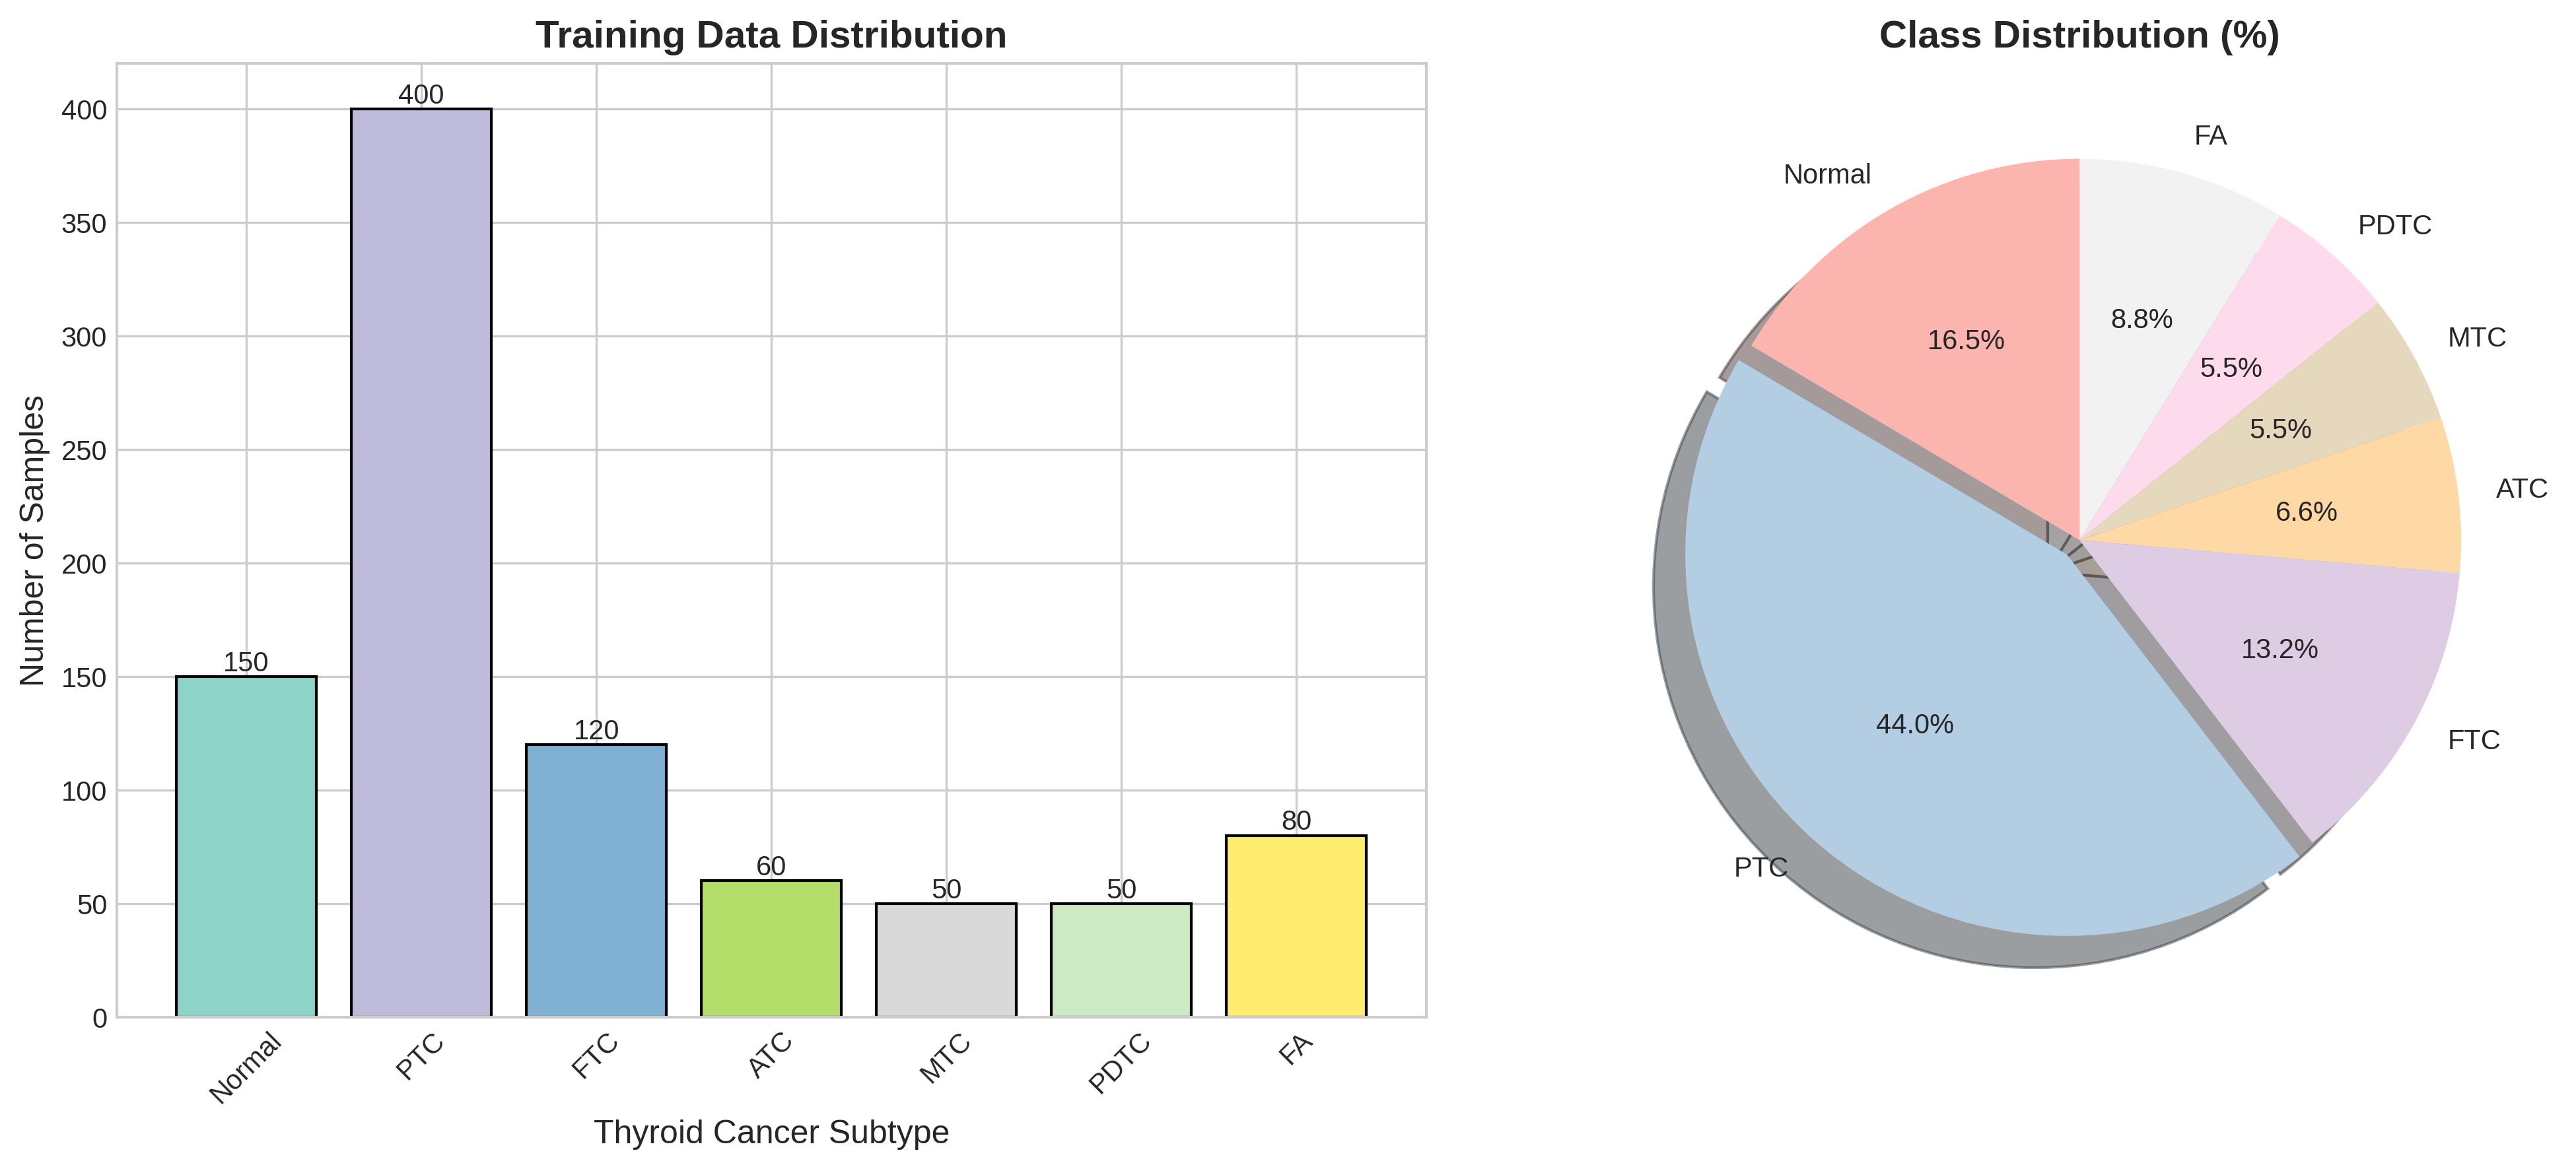 Training Data Distribution
Number of Samples
400
350
300
250
200
150
100
50
0
150
400
120
60
50
50
80
Normal
PTC
FTC
ATC
MTC
PDTC
FA
Thyroid Cancer Subtype
Class Distribution (%)
Normal
PTC
FTC
ATC
MTC
PDTC
FA
16.5%
44.0%
13.2%
6.6%
5.5%
5.5%
8.8%